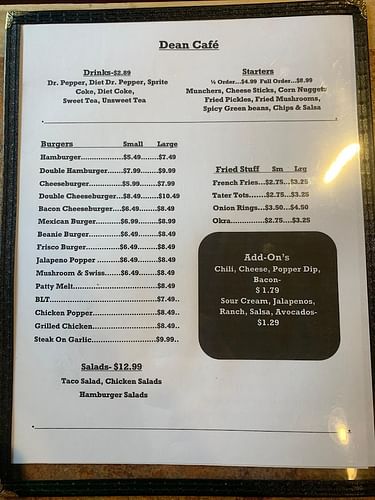 Dean Café
Drinks-$2.89
Dr. Pepper, Diet Dr. Pepper, Sprite
Coke, Diet Coke,
Sweet Tea, Unsweet Tea
Starters
½ Order...$4.99 Full Order...$8.99
Munchers, Cheese Sticks, Corn Nuggets
Fried Pickles, Fried Mushrooms,
Spicy Green beans, Chips & Salsa
Burgers Small Large
Hamburger.................$5.49......$7.49
Double Hamburger......$7.99......$9.99
Cheeseburger..............$5.99......$7.99
Double Cheeseburger...$8.49......$10.49
Bacon Cheeseburger....$6.49......$8.49
Mexican Burger...........$6.99......$8.99
Beanie Burger.............$6.49......$8.49
Frisco Burger..............$6.49......$8.49
Jalapeno Popper .........$6.49......$8.49
Mushroom & Swiss.......$6.49......$8.49
Patty Melt..................................$8.49
BLT...........................................$7.49..
Chicken Popper..........................$8.49..
Grilled Chicken..........................$8.49..
Steak On Garlic..........................$9.99..
Fried Stuff Sm Lrg
French Fries...$2.75...$3.25
Tater Tots......$2.75...$3.25
Onion Rings...$3.50...$4.50
Okra..............$2.75....$3.25
Add-On's
Chili, Cheese, Popper Dip,
Bacon-
$ 1.79
Sour Cream, Jalapenos,
Ranch, Salsa, Avocados-
$1.29
Salads- $12.99
Taco Salad, Chicken Salads
Hamburger Salads